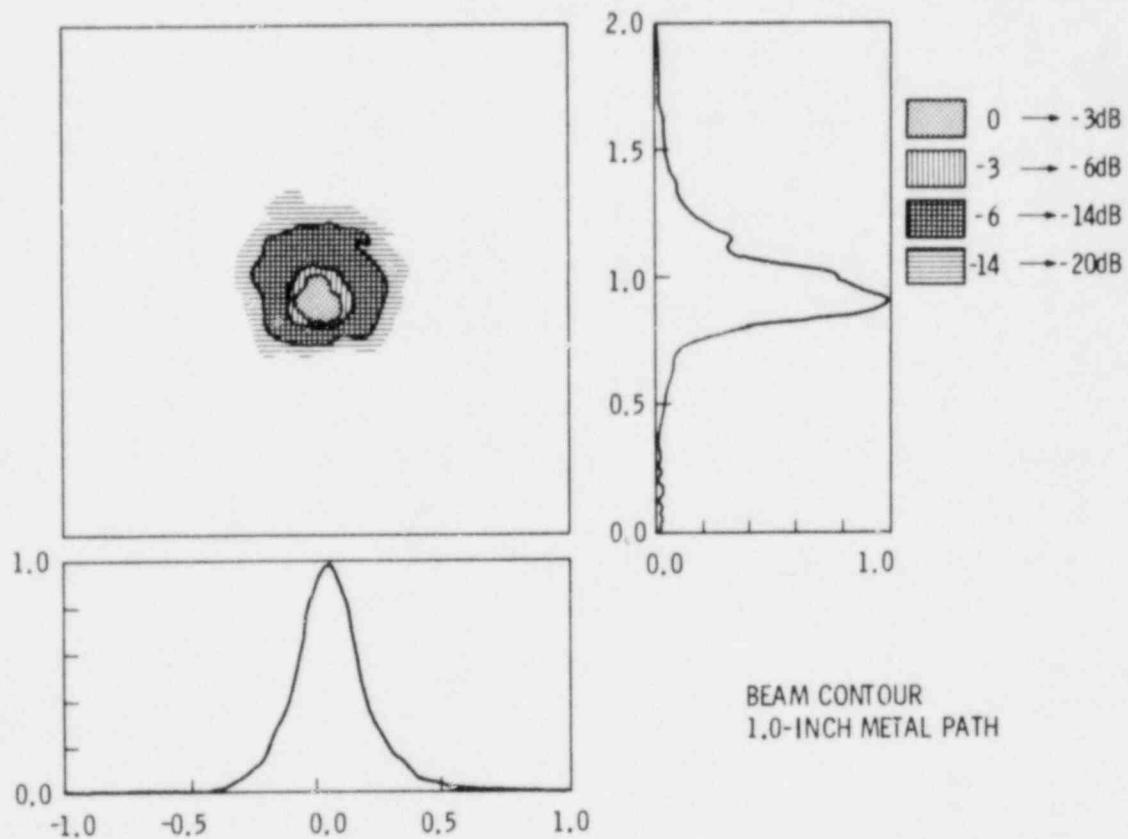 2.0
1.5
1.0
0.5
0.0
0.0 1.0
0 → -3dB
-3 → -6dB
-6 → -14dB
-14 → -20dB
1.0
0.0
-1.0 -0.5 0.0 0.5 1.0
BEAM CONTOUR
1.0-INCH METAL PATH